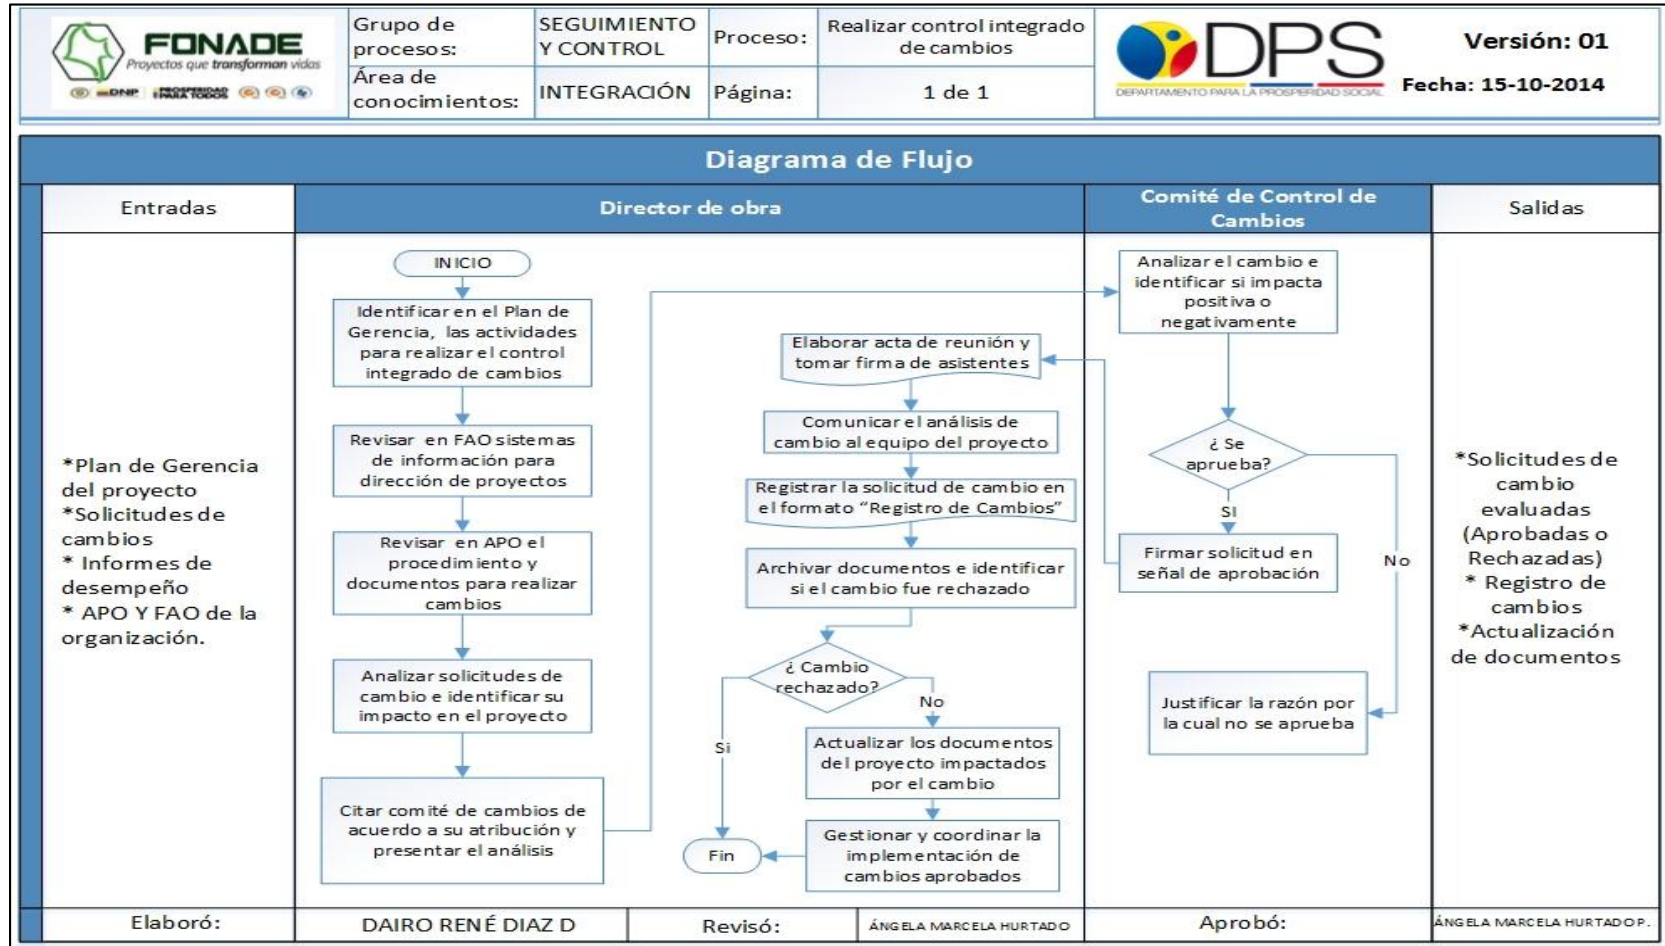 FONADE
Proyectos que transforman vidas
DNP
PROSPERIDAD
PARA TODOS
Grupo de
procesos:
SEGUIMIENTO
Y CONTROL
Proceso:
Realizar control integrado
de cambios
Área de
conocimientos:
INTEGRACIÓN
Página:
1 de 1
DPS
DEPARTAMENTO PARA LA PROSPERIDAD SOCIAL
Versión: 01
Fecha: 15-10-2014
Diagrama de Flujo
Entradas
Director de obra
Comité de Control de
Cambios
Salidas
*Plan de Gerencia
del proyecto
*Solicitudes de
cambios
* Informes de
desempeño
* APO Y FAO de la
organización.
INICIO
Identificar en el Plan de
Gerencia, las actividades
para realizar el control
integrado de cambios
Revisar en FAO sistemas
de información para
dirección de proyectos
Revisar en APO el
procedimiento y
documentos para realizar
cambios
Analizar solicitudes de
cambio e identificar su
impacto en el proyecto
Citar comité de cambios de
acuerdo a su atribución y
presentar el análisis
Elaborar acta de reunión y
tomar firma de asistentes
Comunicar el análisis de
cambio al equipo del proyecto
Registrar la solicitud de cambio en
el formato “Registro de Cambios”
Archivar documentos e identificar
si el cambio fue rechazado
¿ Cambio
rechazado?
No
Si
Actualizar los documentos
del proyecto impactados
por el cambio
Gestionar y coordinar la
implementación de
cambios aprobados
Fin
Analizar el cambio e
identificar si impacta
positiva o
negativamente
¿ Se
aprueba?
SI
No
Firmar solicitud en
señal de aprobación
Justificar la razón por
la cual no se aprueba
*Solicitudes de
cambio
evaluadas
(Aprobadas o
Rechazadas)
* Registro de
cambios
*Actualización
de documentos
Elaboró:
DAIRO RENÉ DIAZ D
Revisó:
ÁNGELA MARCELA HURTADO
Aprobó:
ÁNGELA MARCELA HURTADO P.